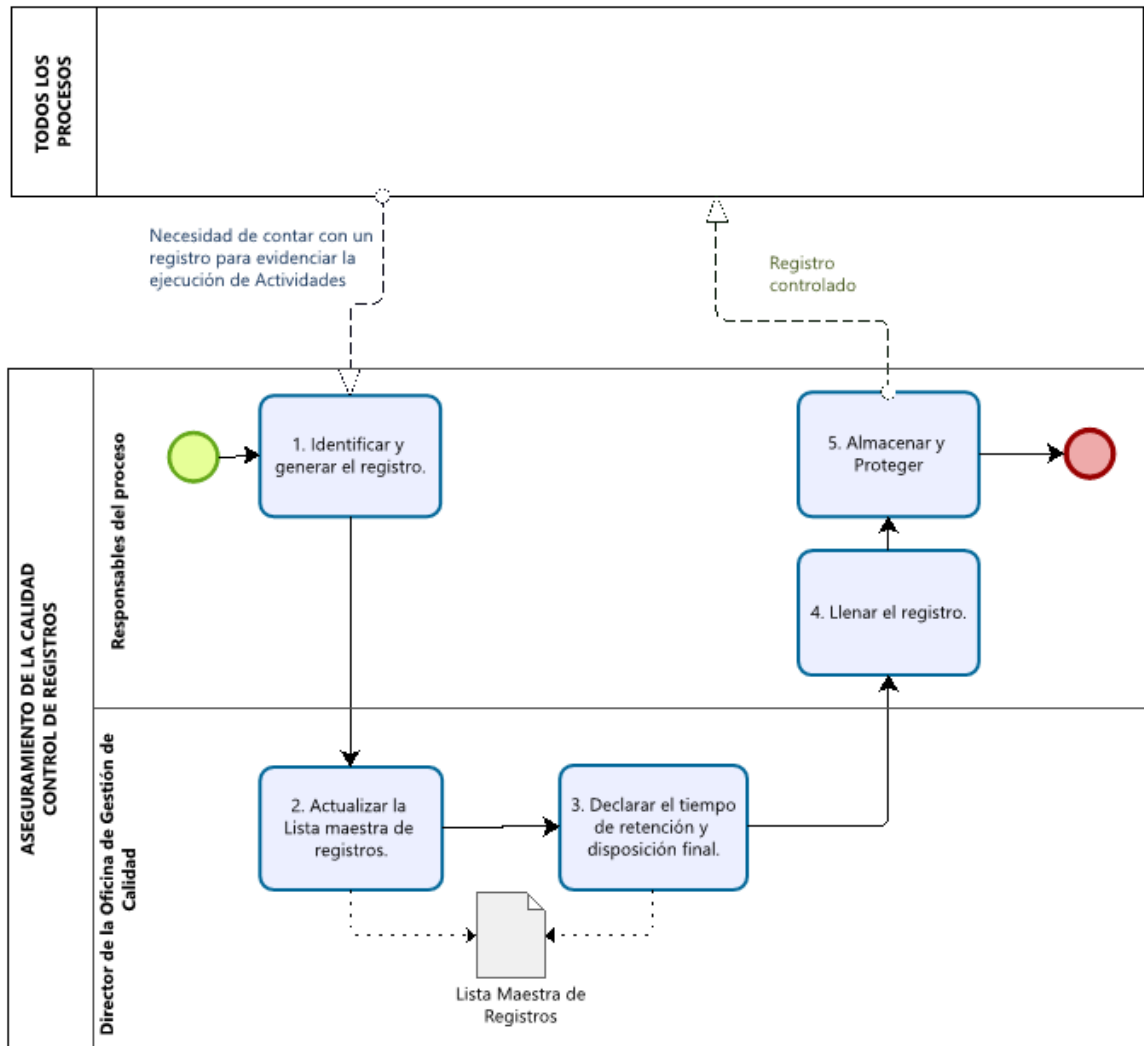 TODOS LOS
PROCESOS
Necesidad de contar con un
registro para evidenciar la
ejecución de Actividades
Registro
controlado
ASEGURAMIENTO DE LA CALIDAD
CONTROL DE REGISTROS
Responsables del proceso
1. Identificar y
generar el registro.
5. Almacenar y
Proteger
4. Llenar el registro.
Director de la Oficina de Gestión de
Calidad
2. Actualizar la
Lista maestra de
registros.
3. Declarar el tiempo
de retención y
disposición final.
Lista Maestra de
Registros